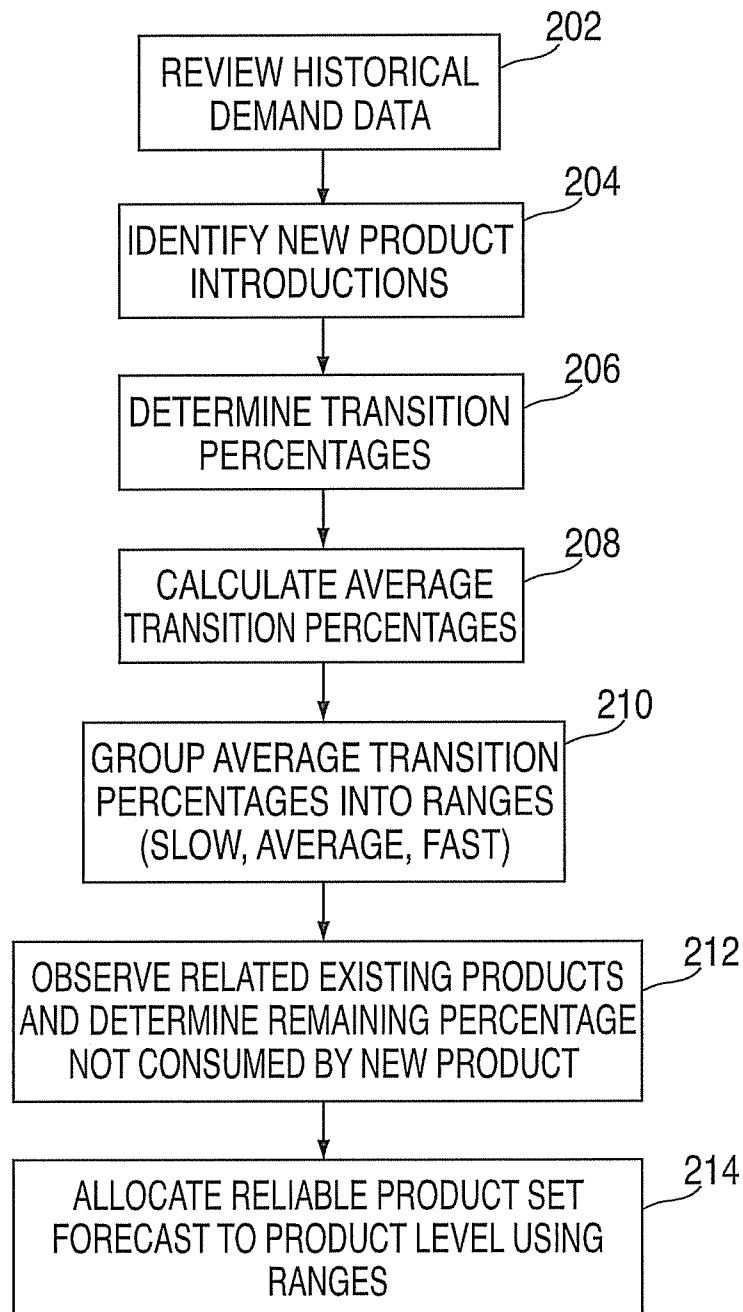 202
REVIEW HISTORICAL
DEMAND DATA
204
IDENTIFY NEW PRODUCT
INTRODUCTIONS
206
DETERMINE TRANSITION
PERCENTAGES
208
CALCULATE AVERAGE
TRANSITION PERCENTAGES
210
GROUP AVERAGE TRANSITION
PERCENTAGES INTO RANGES
(SLOW, AVERAGE, FAST)
212
OBSERVE RELATED EXISTING PRODUCTS
AND DETERMINE REMAINING PERCENTAGE
NOT CONSUMED BY NEW PRODUCT
214
ALLOCATE RELIABLE PRODUCT SET
FORECAST TO PRODUCT LEVEL USING
RANGES